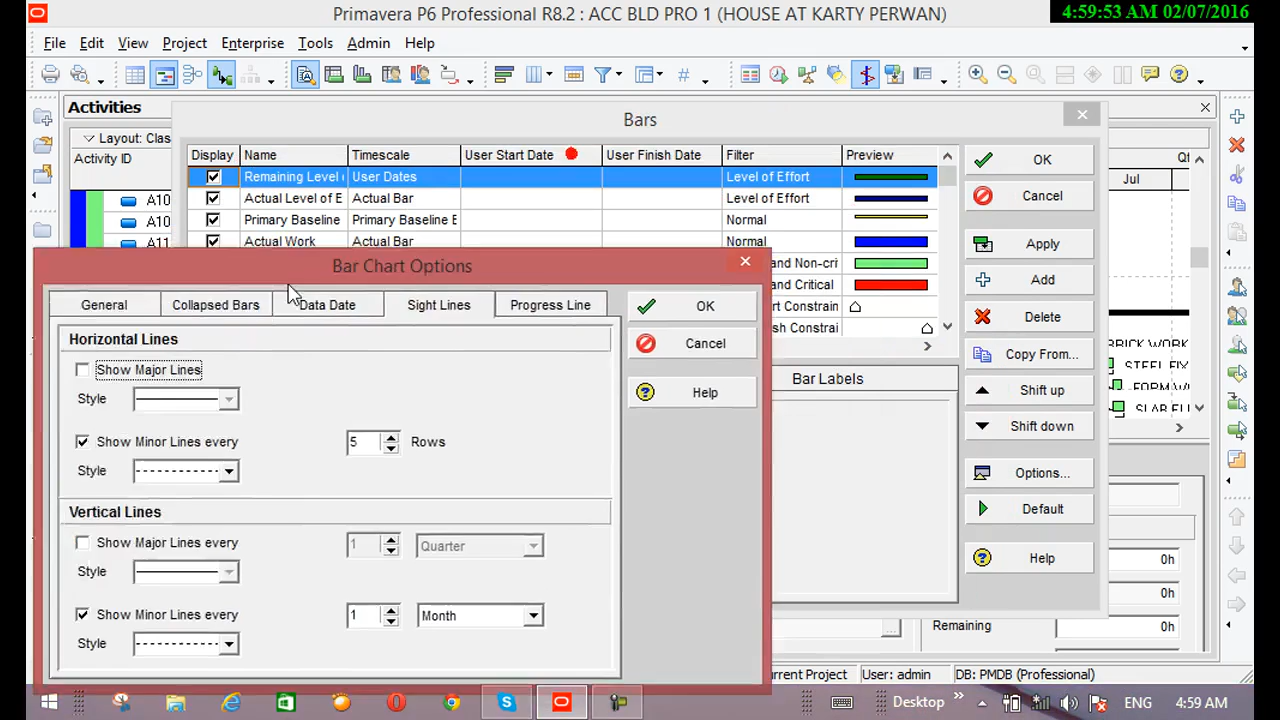 Primavera P6 Professional R8.2 : ACC BLD PRO 1 (HOUSE AT KARTY PERWAN)
4:59:53 AM 02/07/2016
File Edit View Project Enterprise Tools Admin Help
Activities
Layout: Clas
Activity ID
A10
A10
A11
Bars
Display Name Timescale User Start Date User Finish Date Filter Preview
Remaining Level User Dates Level of Effort
Actual Level of E Actual Bar Level of Effort
Primary Baseline Primary Baseline E Normal
Actual Work Actual Bar Normal
and Non-cri
and Critical
rt Constrain
sh Constrai
Bar Labels
OK
Cancel
Apply
Add
Delete
Copy From...
Shift up
Shift down
Options...
Default
Help
Jul
BRICK WORK
STEEL FIX
FORM W
SLAB EL
0h
0h
Remaining 0h
Bar Chart Options
General Collapsed Bars Data Date Sight Lines Progress Line
OK
Cancel
Help
Horizontal Lines
Show Major Lines
Style
Show Minor Lines every 5 Rows
Style
Vertical Lines
Show Major Lines every 1 Quarter
Style
Show Minor Lines every 1 Month
Style
urrent Project User: admin DB: PMDB (Professional)
Desktop ENG 4:59 AM